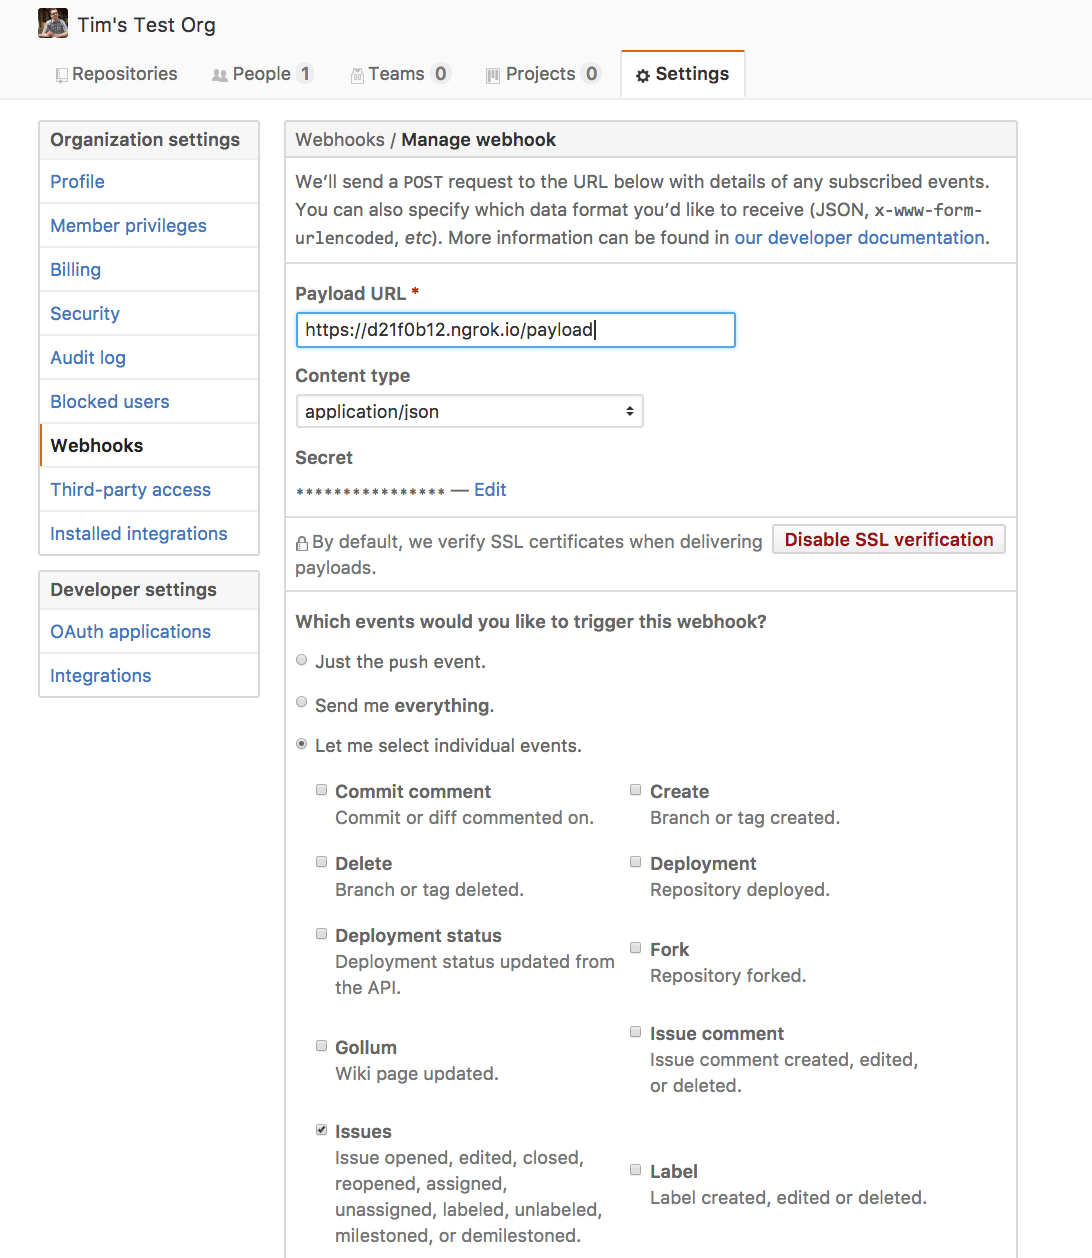 Tim's Test Org
Repositories People 1 Teams 0 Projects 0 Settings
Organization settings
Profile
Member privileges
Billing
Security
Audit log
Blocked users
Webhooks
Third-party access
Installed integrations
Developer settings
OAuth applications
Integrations
Webhooks / Manage webhook
We’ll send a POST request to the URL below with details of any subscribed events.
You can also specify which data format you’d like to receive (JSON, x-www-form-
urlencoded, etc). More information can be found in our developer documentation.
Payload URL *
https://d21f0b12.ngrok.io/payload
Content type
application/json
Secret
**************** — Edit
By default, we verify SSL certificates when delivering
payloads.
Disable SSL verification
Which events would you like to trigger this webhook?
Just the push event.
Send me everything.
Let me select individual events.
Commit comment
Commit or diff commented on.
Create
Branch or tag created.
Delete
Branch or tag deleted.
Deployment
Repository deployed.
Deployment status
Deployment status updated from
the API.
Fork
Repository forked.
Gollum
Wiki page updated.
Issue comment
Issue comment created, edited,
or deleted.
Issues
Issue opened, edited, closed,
reopened, assigned,
unassigned, labeled, unlabeled,
milestoned, or demilestoned.
Label
Label created, edited or deleted.